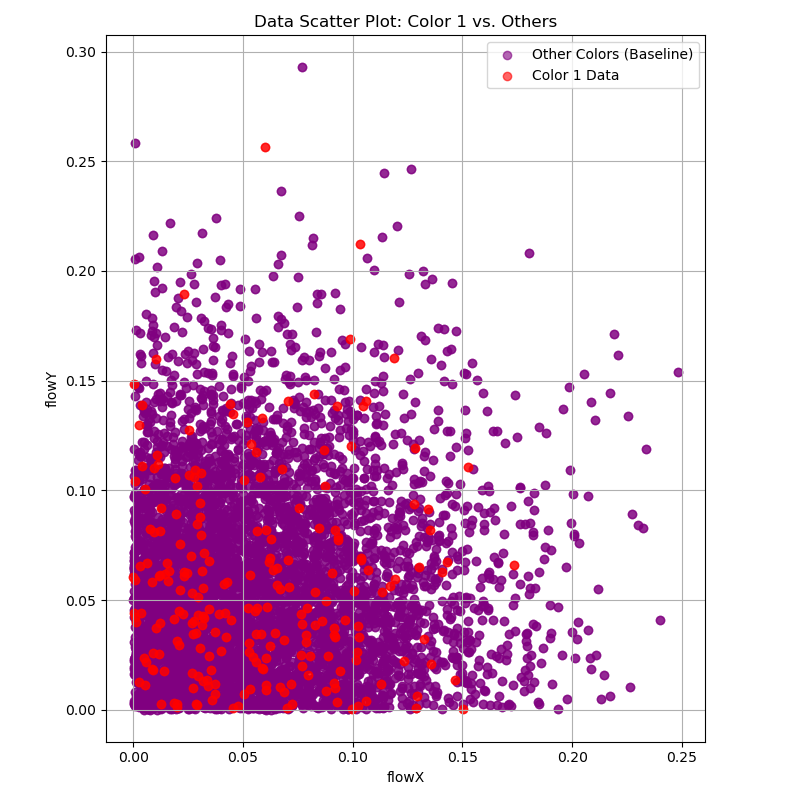 Data Scatter Plot: Color 1 vs. Others
Other Colors (Baseline)
Color 1 Data
flowY
0.30
0.25
0.20
0.15
0.10
0.05
0.00
0.00 0.05 0.10 0.15 0.20 0.25
flowX